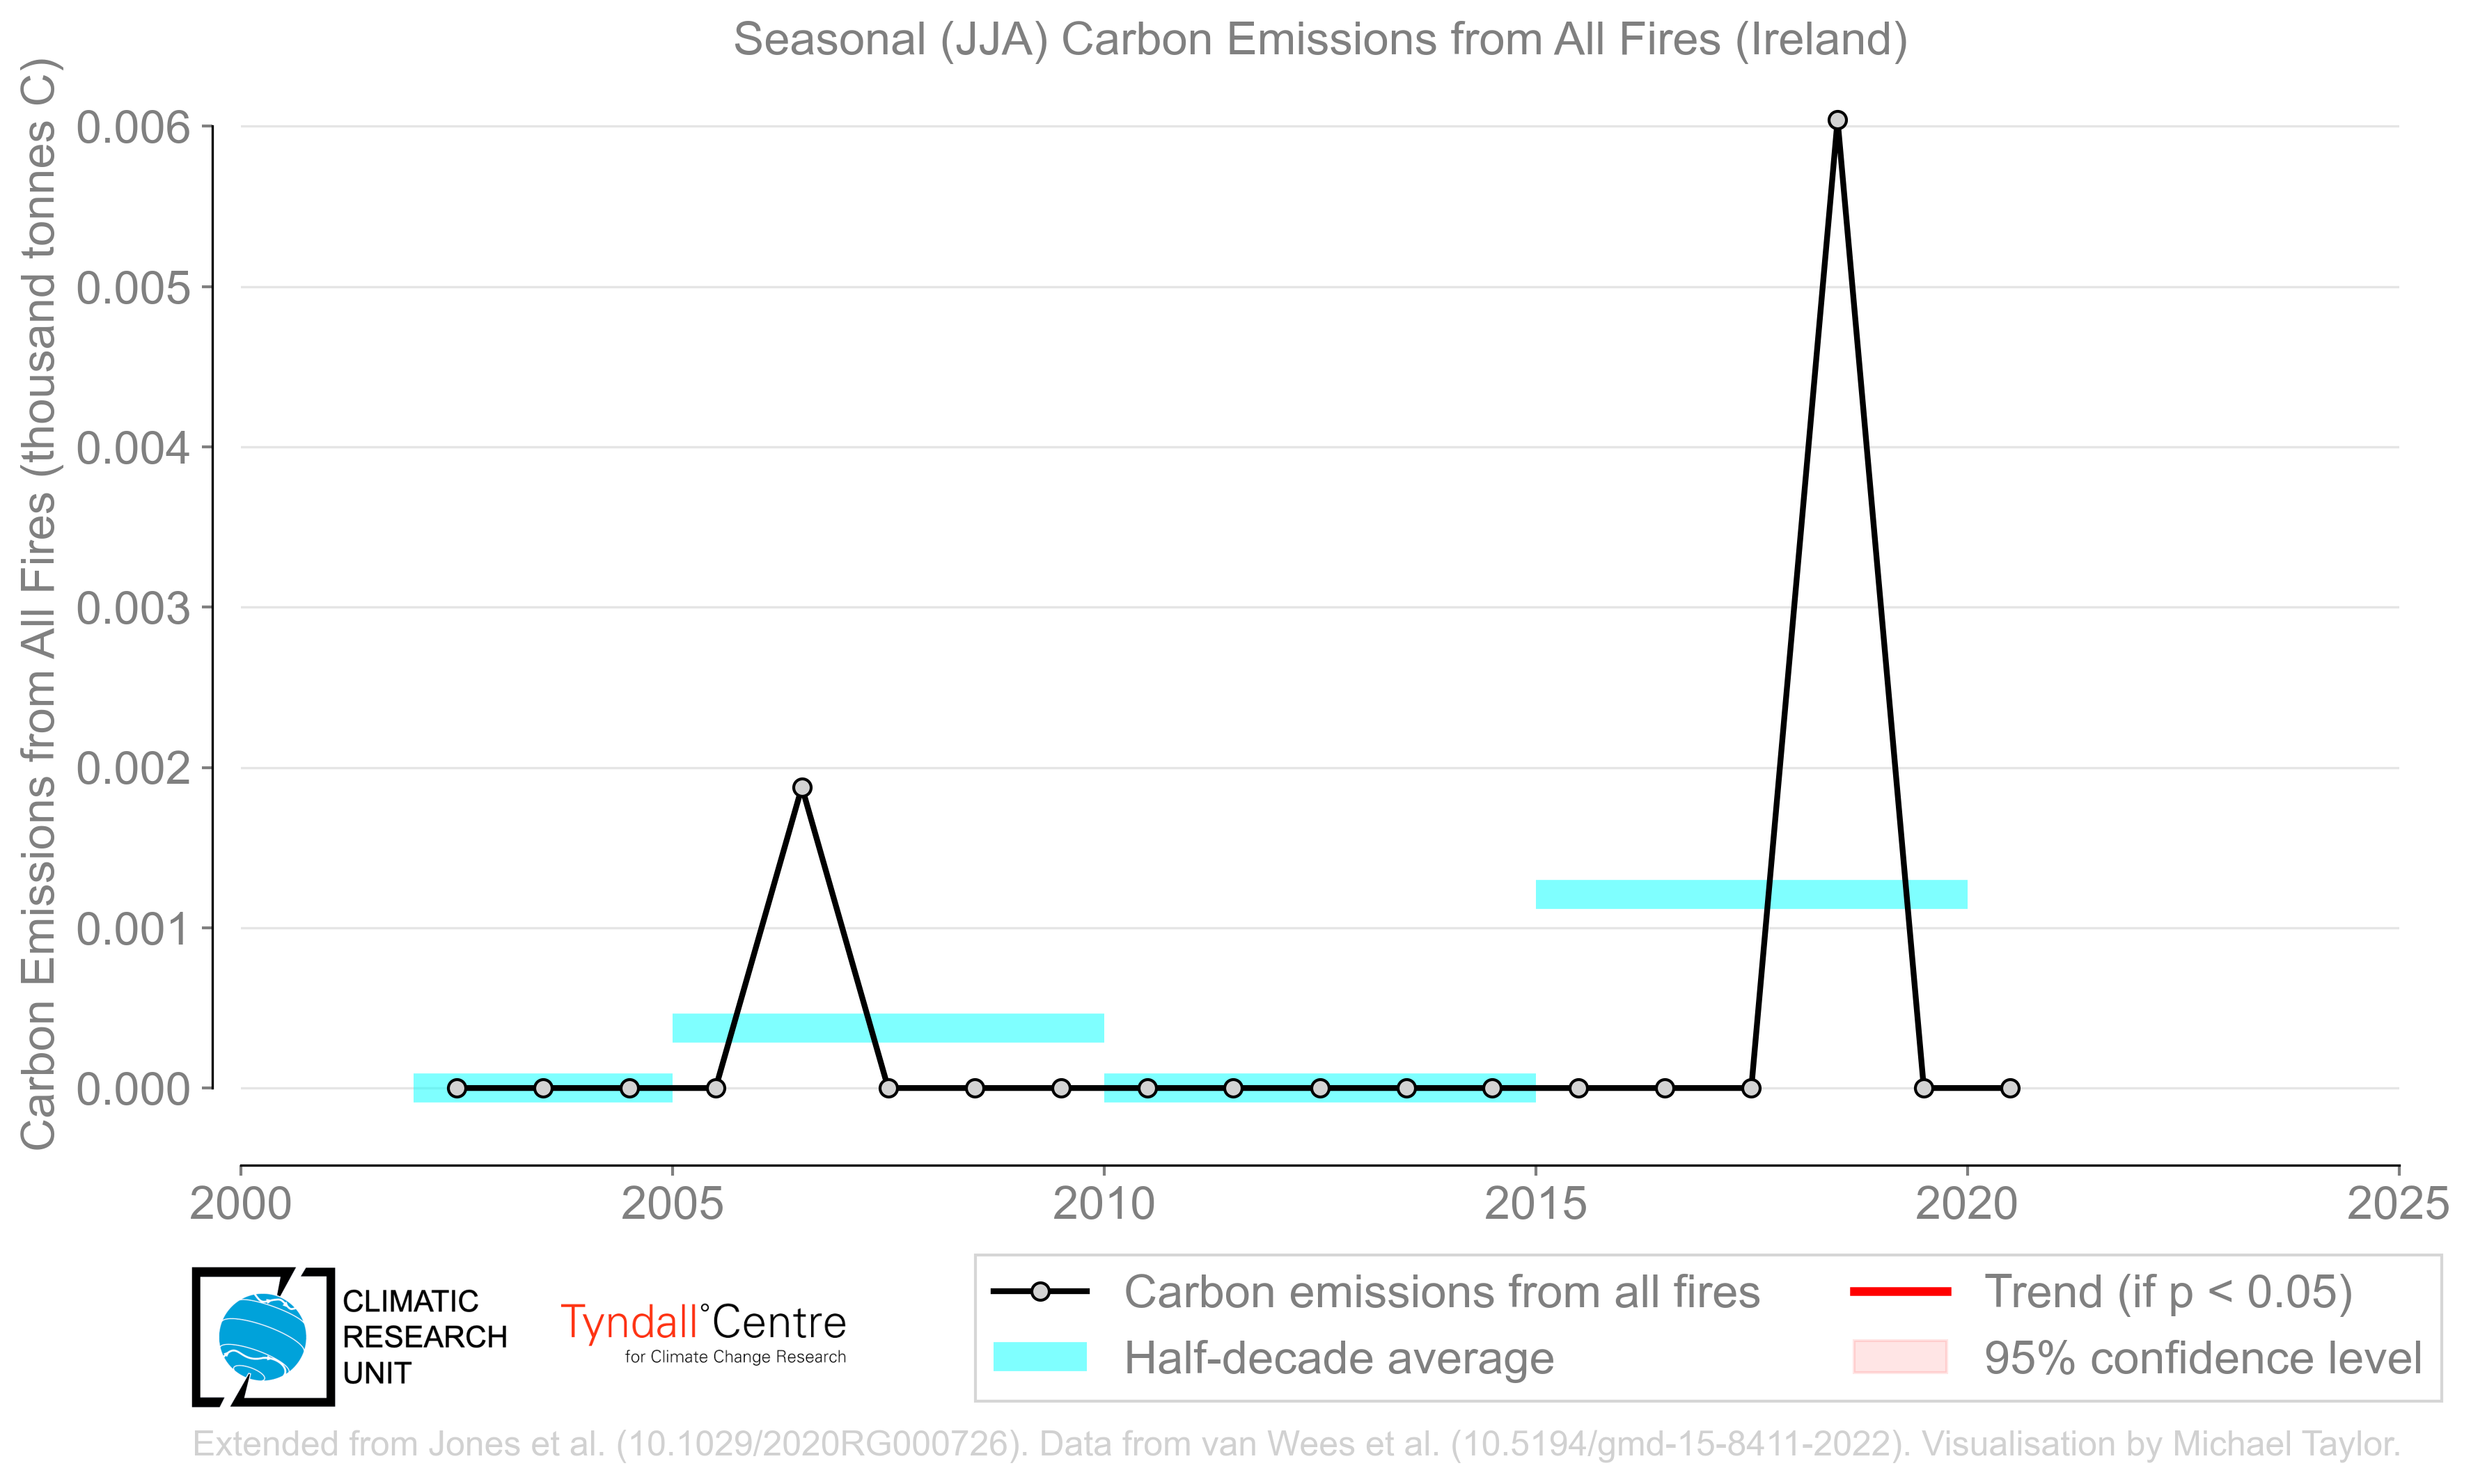 Seasonal (JJA) Carbon Emissions from All Fires (Ireland)
Carbon Emissions from All Fires (thousand tonnes C)
0.006
0.005
0.004
0.003
0.002
0.001
0.000
2000 2005 2010 2015 2020 2025
CLIMATIC
RESEARCH
UNIT
Tyndall°Centre
for Climate Change Research
Carbon emissions from all fires
Half-decade average
Trend (if p < 0.05)
95% confidence level
Extended from Jones et al. (10.1029/2020RG000726). Data from van Wees et al. (10.5194/gmd-15-8411-2022). Visualisation by Michael Taylor.